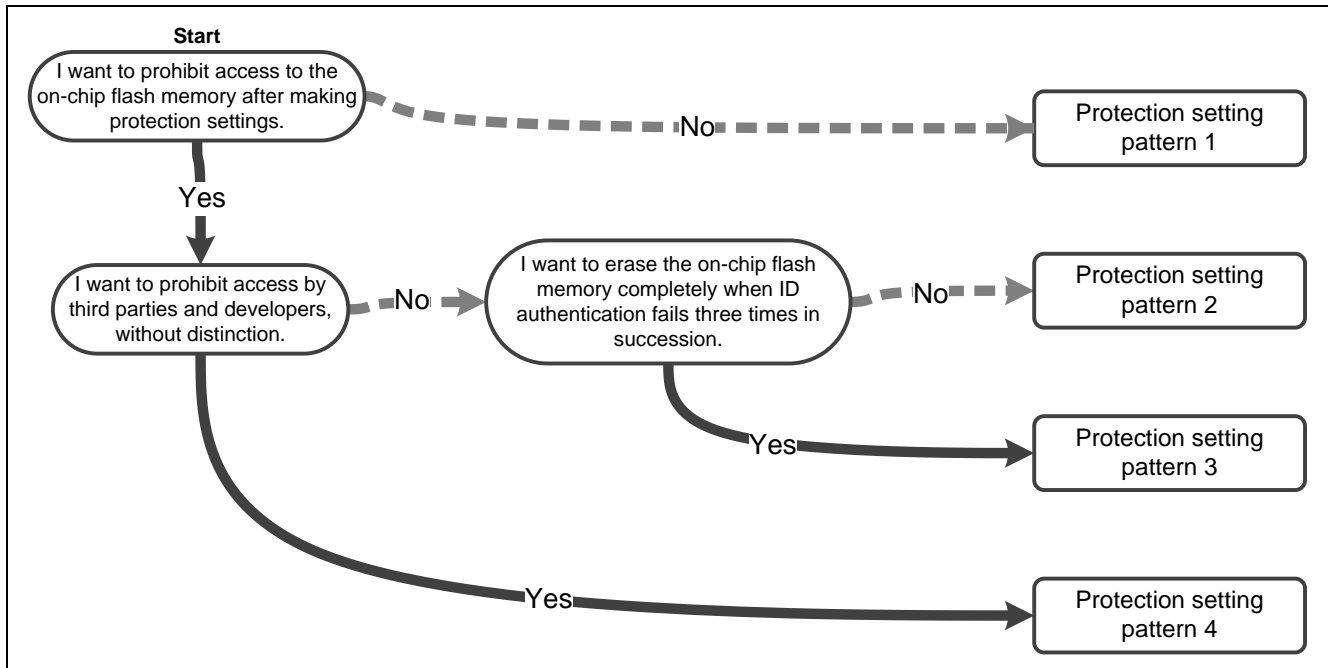 Start
I want to prohibit access to the
on-chip flash memory after making
protection settings.
No
Protection setting
pattern 1
Yes
I want to prohibit access by
third parties and developers,
without distinction.
No
I want to erase the on-chip flash
memory completely when ID
authentication fails three times in
succession.
No
Protection setting
pattern 2
Yes
Protection setting
pattern 3
Yes
Protection setting
pattern 4